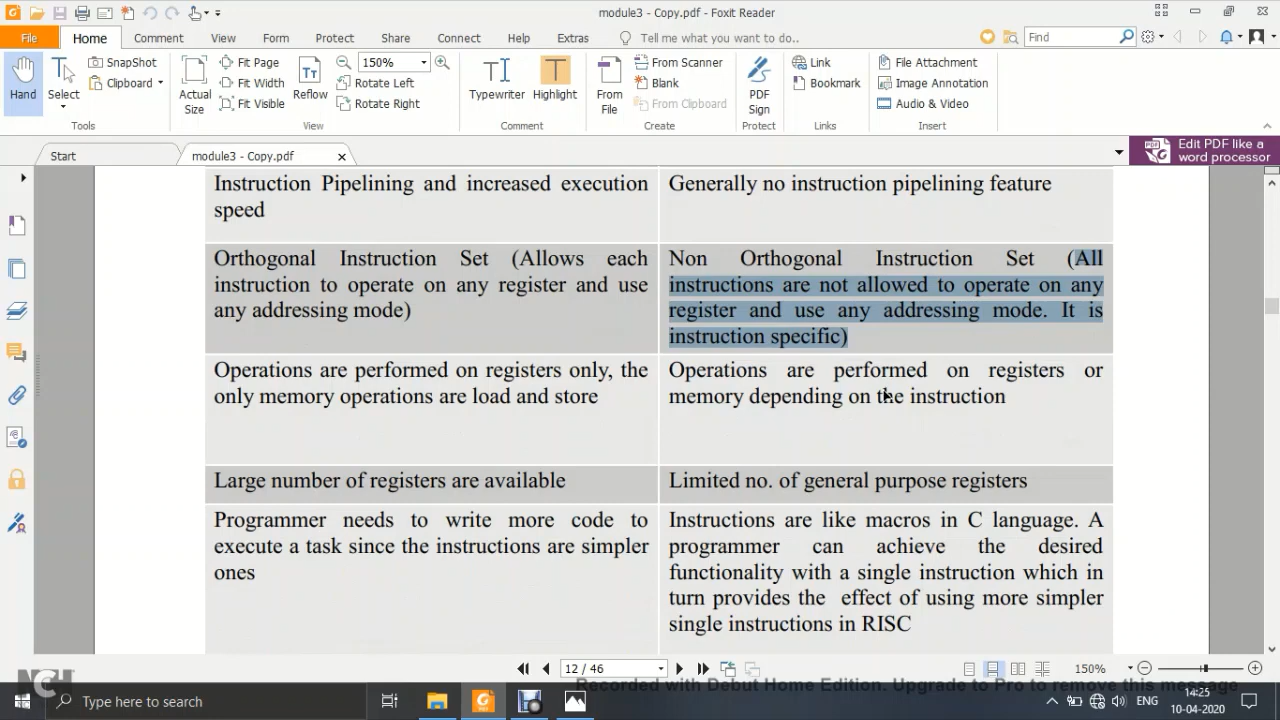 module3 - Copy.pdf - Foxit Reader
File Home Comment View Form Protect Share Connect Help Extras Tell me what you want to do.. Find
Hand
Select
SnapShot
Clipboard
Tools
Actual
Size
Fit Page
Fit Width
Fit Visible
Reflow
150%
Rotate Left
Rotate Right
View
Typewriter
Highlight
Comment
From
File
From Scanner
Blank
From Clipboard
Create
PDF
Sign
Protect
Link
Bookmark
Links
File Attachment
Image Annotation
Audio & Video
Insert
Start
module3 - Copy.pdf
Edit PDF like a
word processor
Instruction Pipelining and increased execution
speed
Generally no instruction pipelining feature
Orthogonal Instruction Set (Allows each
instruction to operate on any register and use
any addressing mode)
Non Orthogonal Instruction Set (All
instructions are not allowed to operate on any
register and use any addressing mode. It is
instruction specific)
Operations are performed on registers only, the
only memory operations are load and store
Operations are performed on registers or
memory depending on the instruction
Large number of registers are available
Limited no. of general purpose registers
Programmer needs to write more code to
execute a task since the instructions are simpler
ones
Instructions are like macros in C language. A
programmer can achieve the desired
functionality with a single instruction which in
turn provides the effect of using more simpler
single instructions in RISC
12 / 46
150%
NCH
Recorded with Debut Home Edition. Upgrade to Pro to remove this message
Type here to search
ENG
14:25
10-04-2020